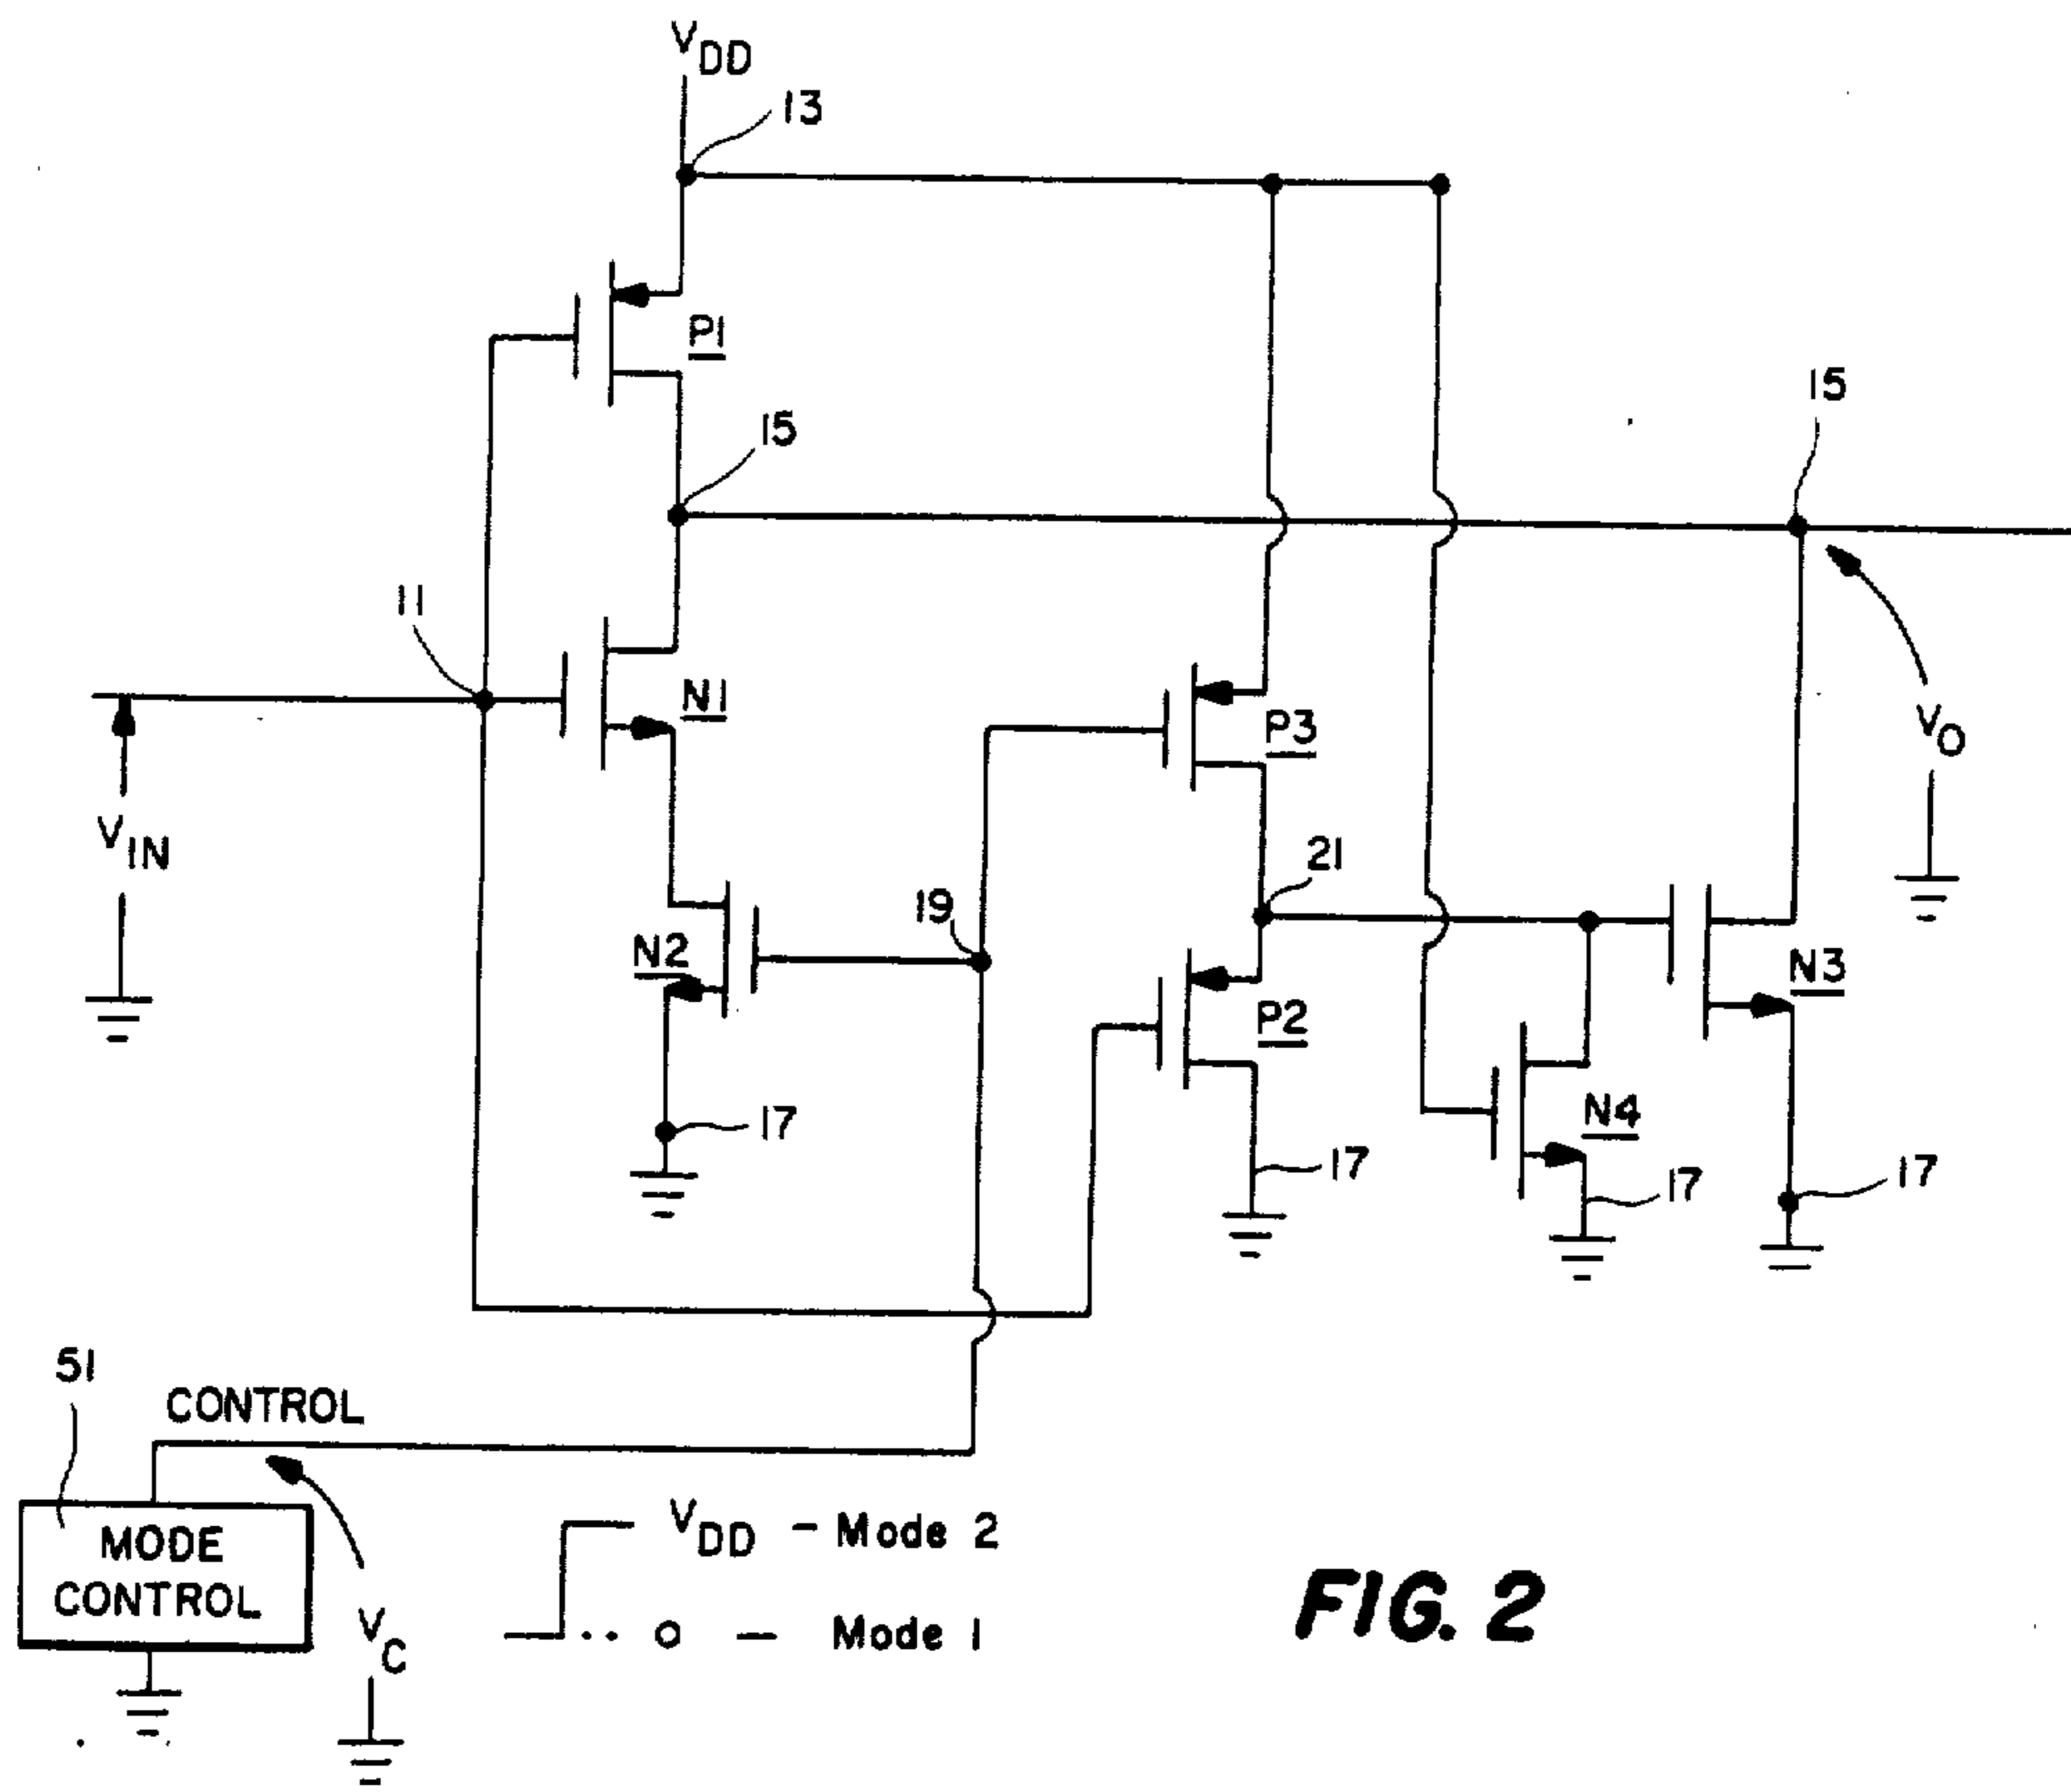 VDD
13
P1
15
15
11
N1
P3
VO
VIN
21
19
N2
N3
P2
N4
17
17
17
17
51
CONTROL
MODE
CONTROL
VC
VDD - Mode 2
O - Mode 1
FIG. 2